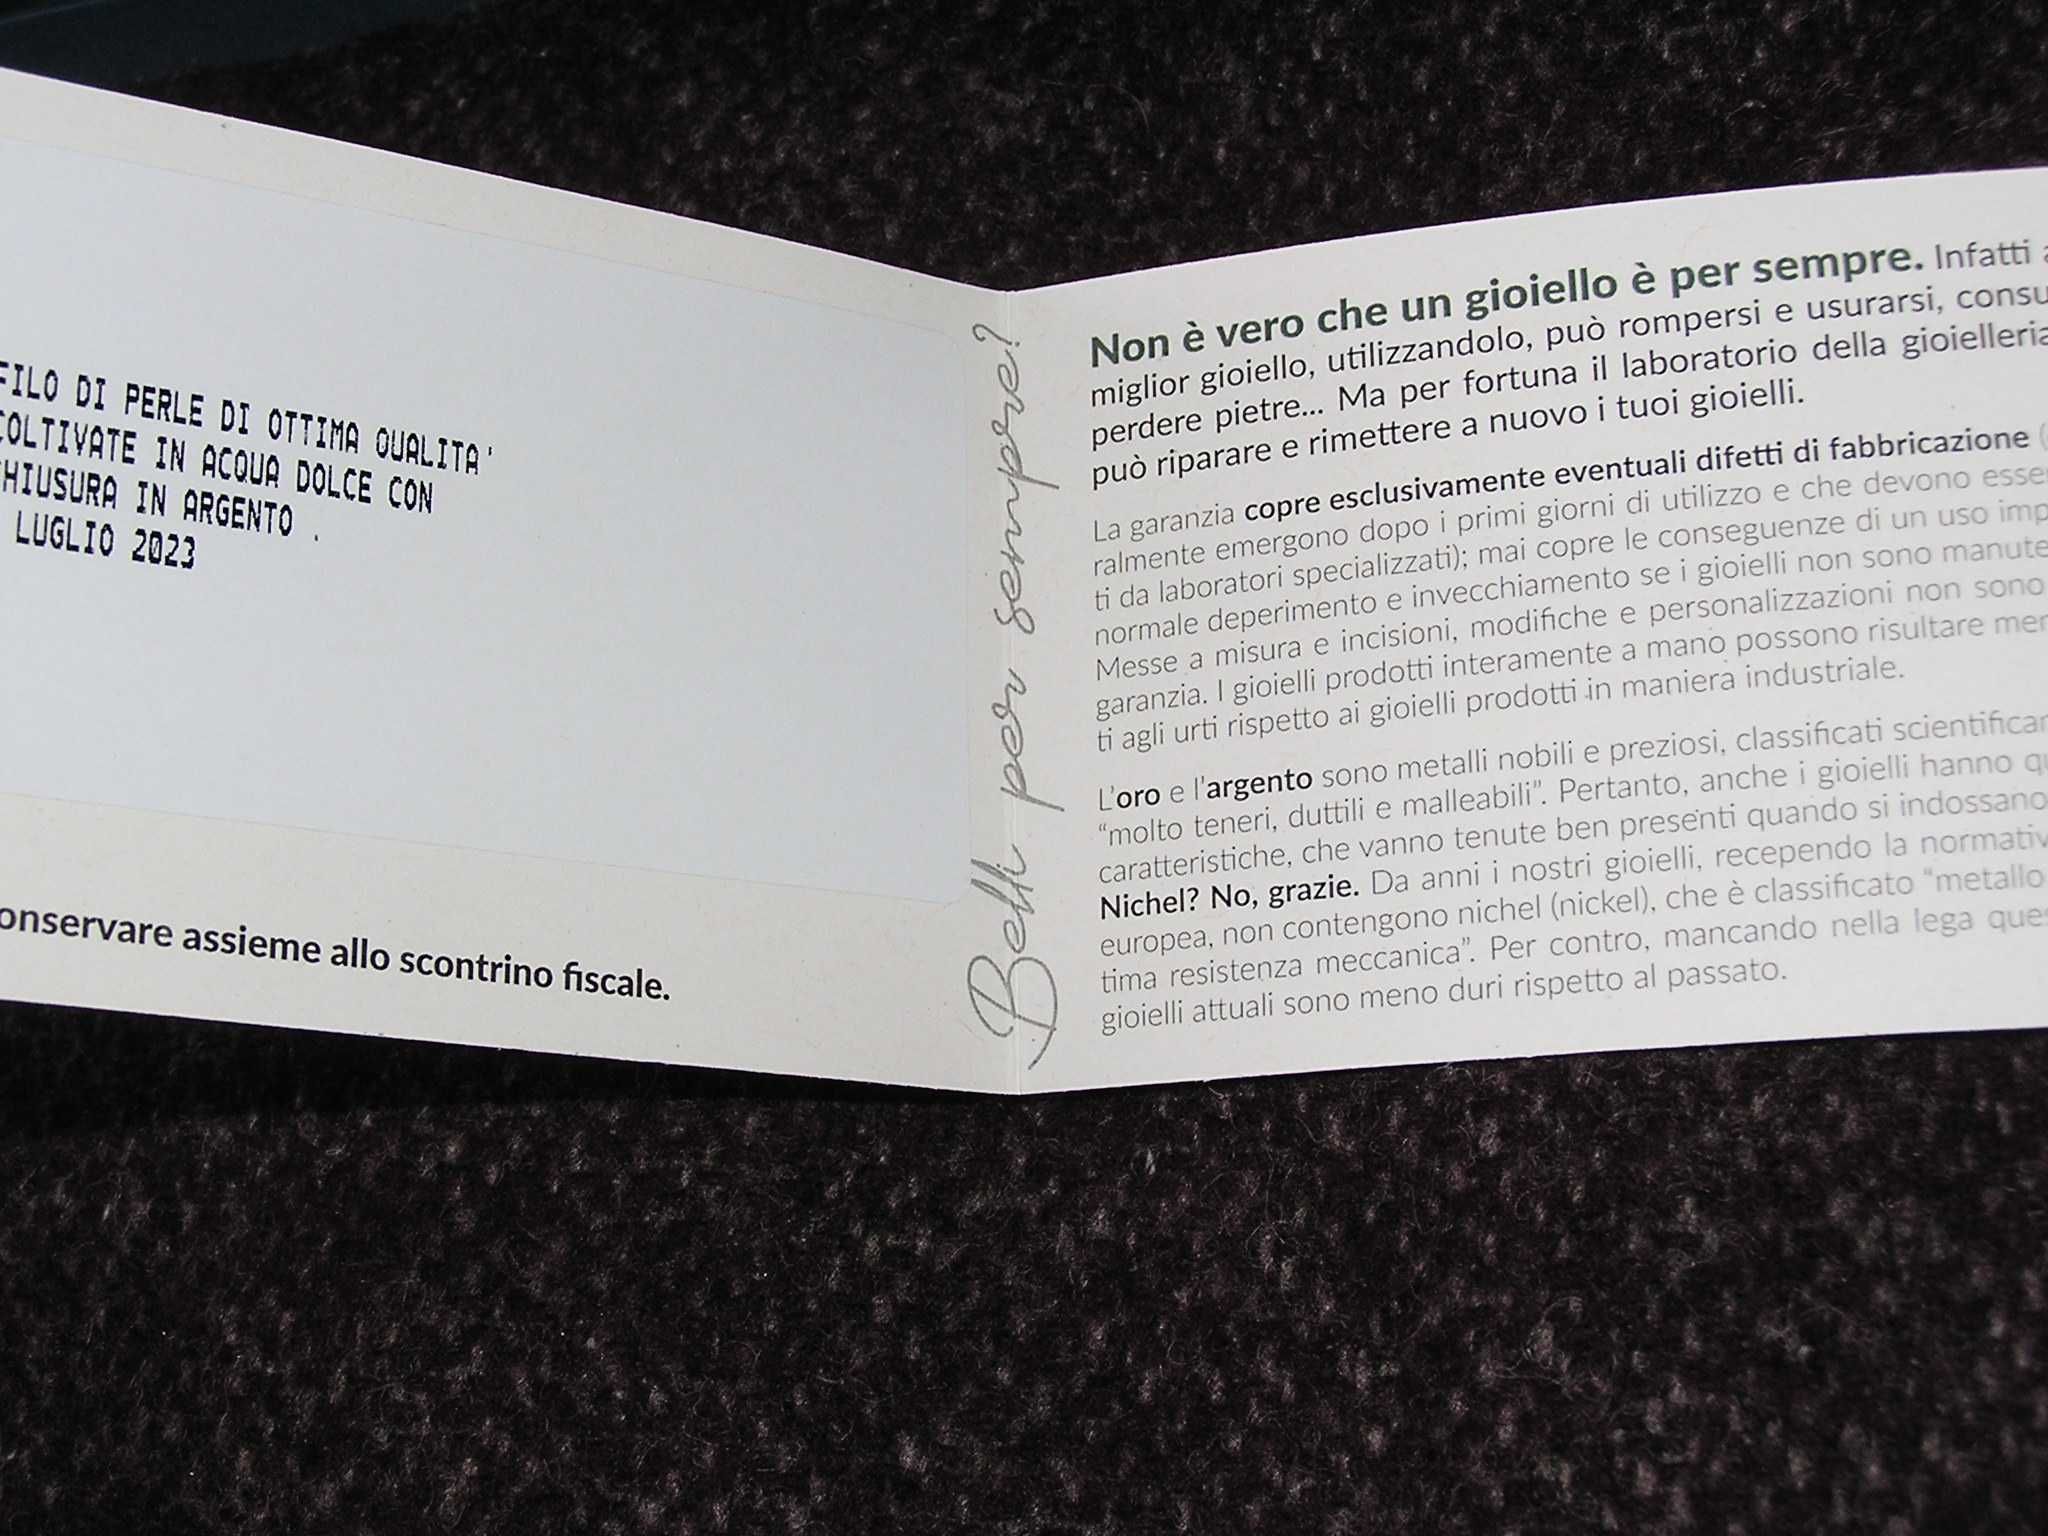 FILO DI PERLE DI OTTIMA QUALITA'
COLTIVATE IN ACQUA DOLCE CON
CHIUSURA IN ARGENTO .
LUGLIO 2023
onservare assieme allo scontrino fiscale.
Belli per sempre?
Non è vero che un gioiello è per sempre. Infatti a
miglior gioiello, utilizzandolo, può rompersi e usurarsi, consu
perdere pietre... Ma per fortuna il laboratorio della gioielleria
può riparare e rimettere a nuovo i tuoi gioielli.
La garanzia copre esclusivamente eventuali difetti di fabbricazione (
ralmente emergono dopo i primi giorni di utilizzo e che devono esse
ti da laboratori specializzati); mai copre le conseguenze di un uso imp
normale deperimento e invecchiamento se i gioielli non sono manute
Messe a misura e incisioni, modifiche e personalizzazioni non sono
garanzia. I gioielli prodotti interamente a mano possono risultare men
ti agli urti rispetto ai gioielli prodotti in maniera industriale.
L'oro e l'argento sono metalli nobili e preziosi, classificati scientifica
"molto teneri, duttili e malleabili". Pertanto, anche i gioielli hanno qu
caratteristiche, che vanno tenute ben presenti quando si indossano
Nichel? No, grazie. Da anni i nostri gioielli, recependo la normativ
europea, non contengono nichel (nickel), che è classificato "metallo
tima resistenza meccanica". Per contro, mancando nella lega ques
gioielli attuali sono meno duri rispetto al passato.